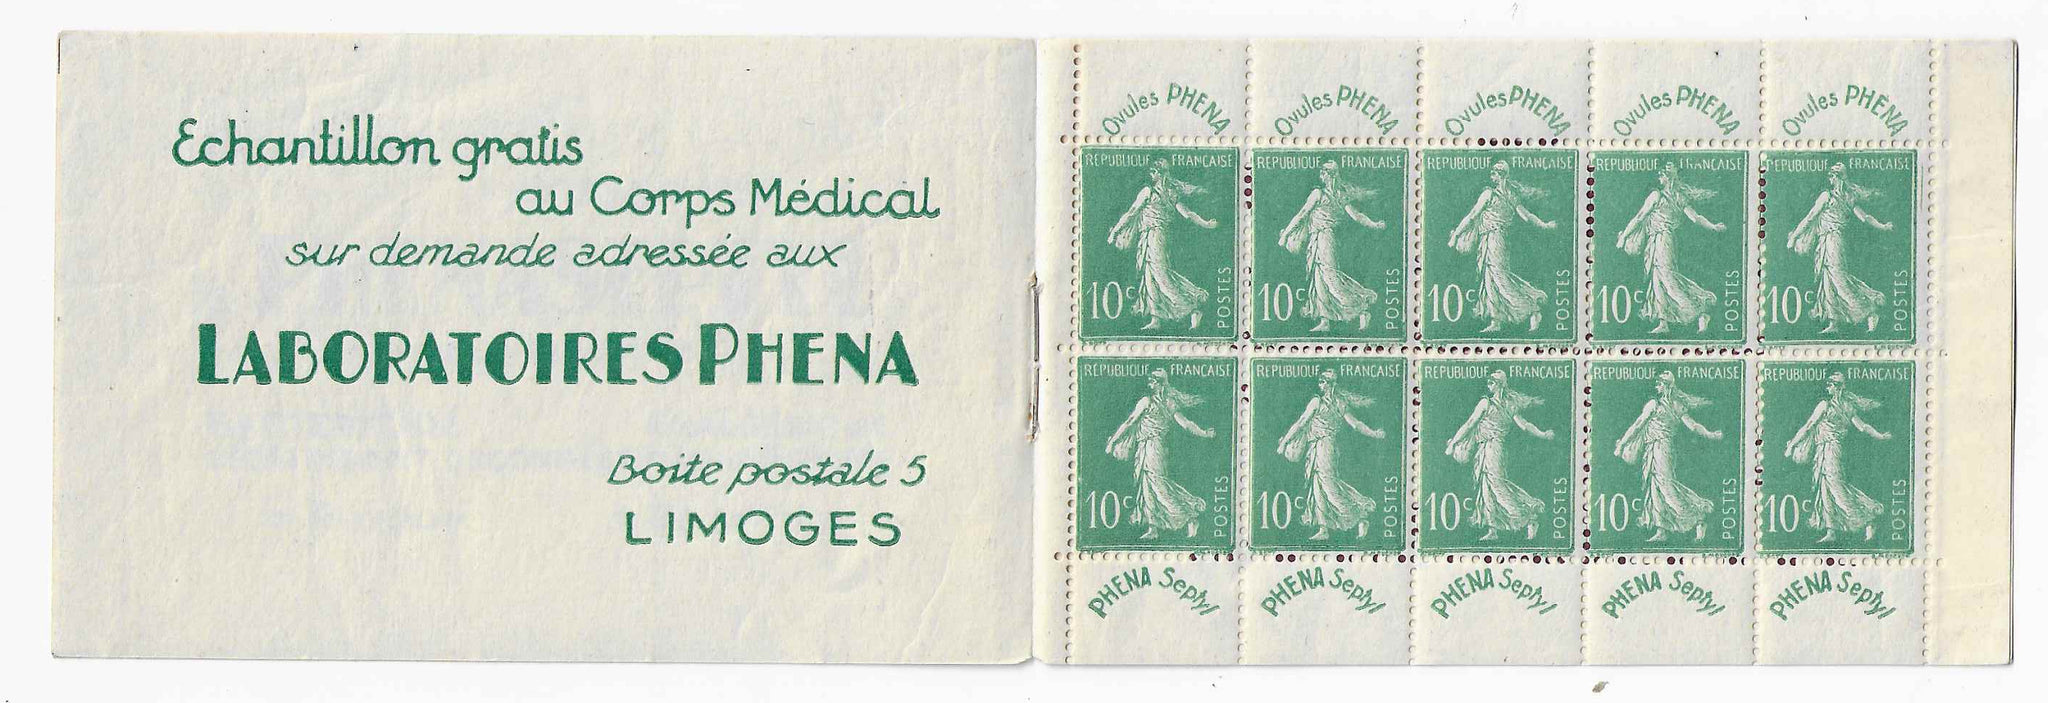 Echantillon gratis
au Corps Médical
sur demande adressée aux
LABORATOIRES PHENA
Boite postale 5
LIMOGES
Ovules PHENA Ovules PHENA Ovules PHENA Ovules PHENA Ovules PHENA
REPUBLIQUE FRANÇAISE REPUBLIQUE FRANÇAISE REPUBLIQUE FRANÇAISE REPUBLIQUE FRANÇAISE REPUBLIQUE FRANÇAISE
10c POSTES 10c POSTES 10c POSTES 10c POSTES 10c POSTES
REPUBLIQUE FRANÇAISE REPUBLIQUE FRANÇAISE REPUBLIQUE FRANÇAISE REPUBLIQUE FRANÇAISE REPUBLIQUE FRANÇAISE
10c POSTES 10c POSTES 10c POSTES 10c POSTES 10c POSTES
PHENA Septyl PHENA Septyl PHENA Septyl PHENA Septyl PHENA Septyl